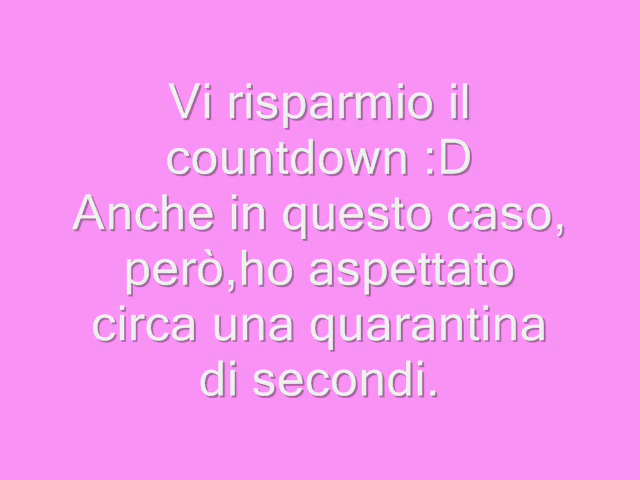 Vi risparmio il
countdown :D
Anche in questo caso,
però,ho aspettato
circa una quarantina
di secondi.